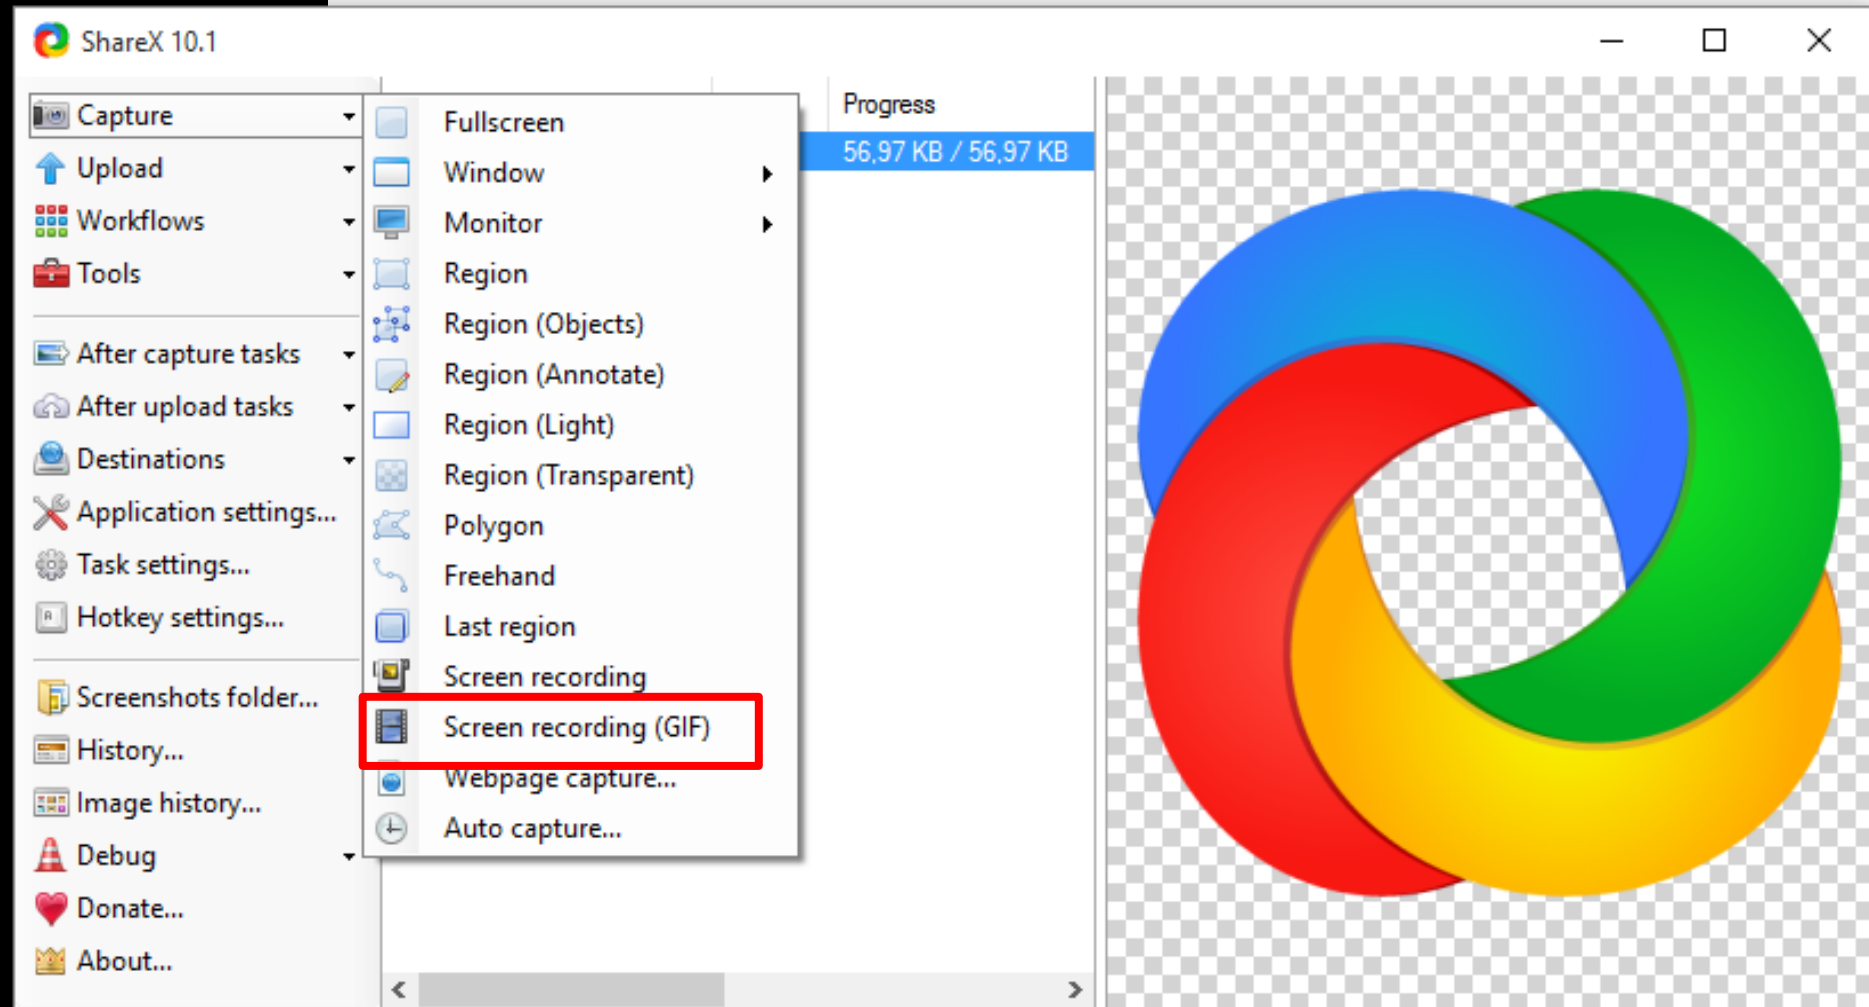 ShareX 10.1
Capture
Upload
Workflows
Tools
After capture tasks
After upload tasks
Destinations
Application settings...
Task settings...
Hotkey settings...
Screenshots folder...
History...
Image history...
Debug
Donate...
About...
Fullscreen
Window
Monitor
Region
Region (Objects)
Region (Annotate)
Region (Light)
Region (Transparent)
Polygon
Freehand
Last region
Screen recording
Screen recording (GIF)
Webpage capture...
Auto capture...
Progress
56,97 KB / 56,97 KB